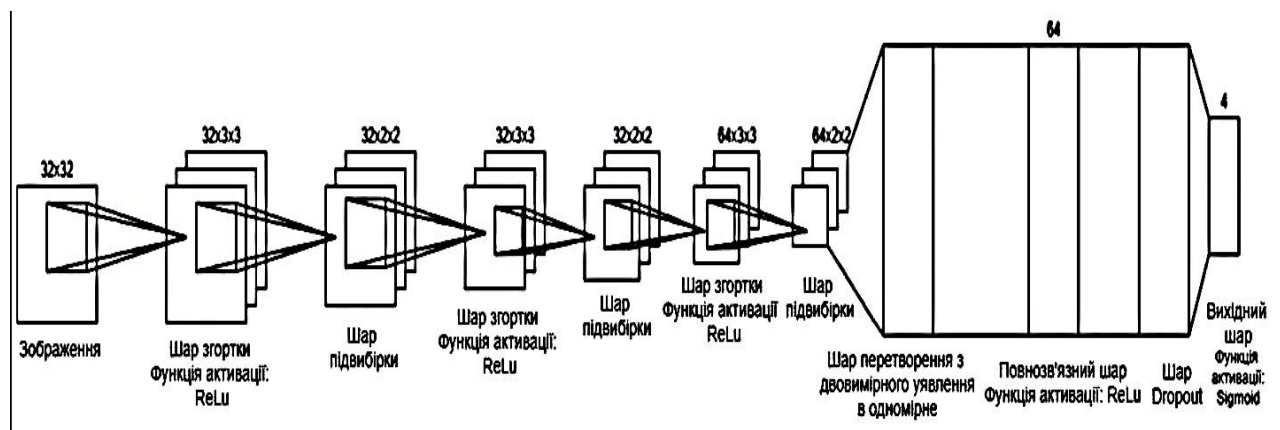 32x32
Зображення
32x3x3
Шар згортки
Функція активації:
ReLu
32x2x2
Шар
підвибірки
32x3x3
Шар згортки
Функція активації:
ReLu
32x2x2
Шар
підвибірки
64x3x3
Шар згортки
Функція активації
ReLu
64x2x2
Шар
підвибірки
Шар перетворення з
двовимірного уявлення
в одномірне
64
Повнозв'язний шар
Функція активації: ReLu
Шар
Dropout
4
Вихідний
шар
Функція
активації:
Sigmoid